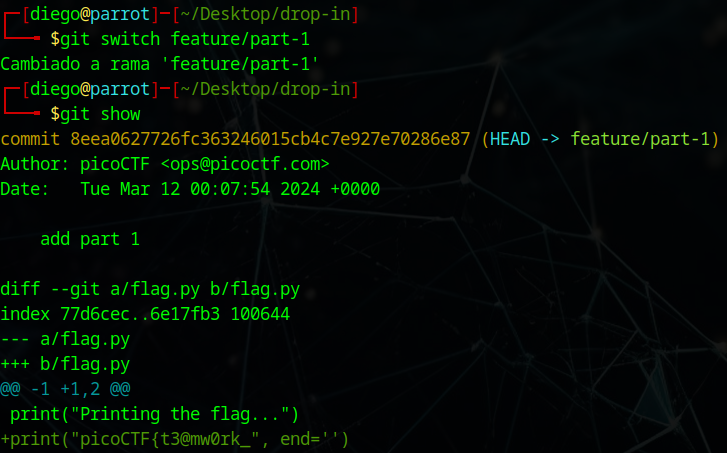 [diego@parrot]-[~/Desktop/drop-in]
$git switch feature/part-1
Cambiado a rama 'feature/part-1'
[diego@parrot]-[~/Desktop/drop-in]
$git show
commit 8eea0627726fc363246015cb4c7e927e70286e87 (HEAD -> feature/part-1)
Author: picoCTF <ops@picoctf.com>
Date:   Tue Mar 12 00:07:54 2024 +0000
    add part 1
diff --git a/flag.py b/flag.py
index 77d6cec..6e17fb3 100644
--- a/flag.py
+++ b/flag.py
@@ -1 +1,2 @@
 print("Printing the flag...")
+print("picoCTF{t3@mw0rk_", end='')